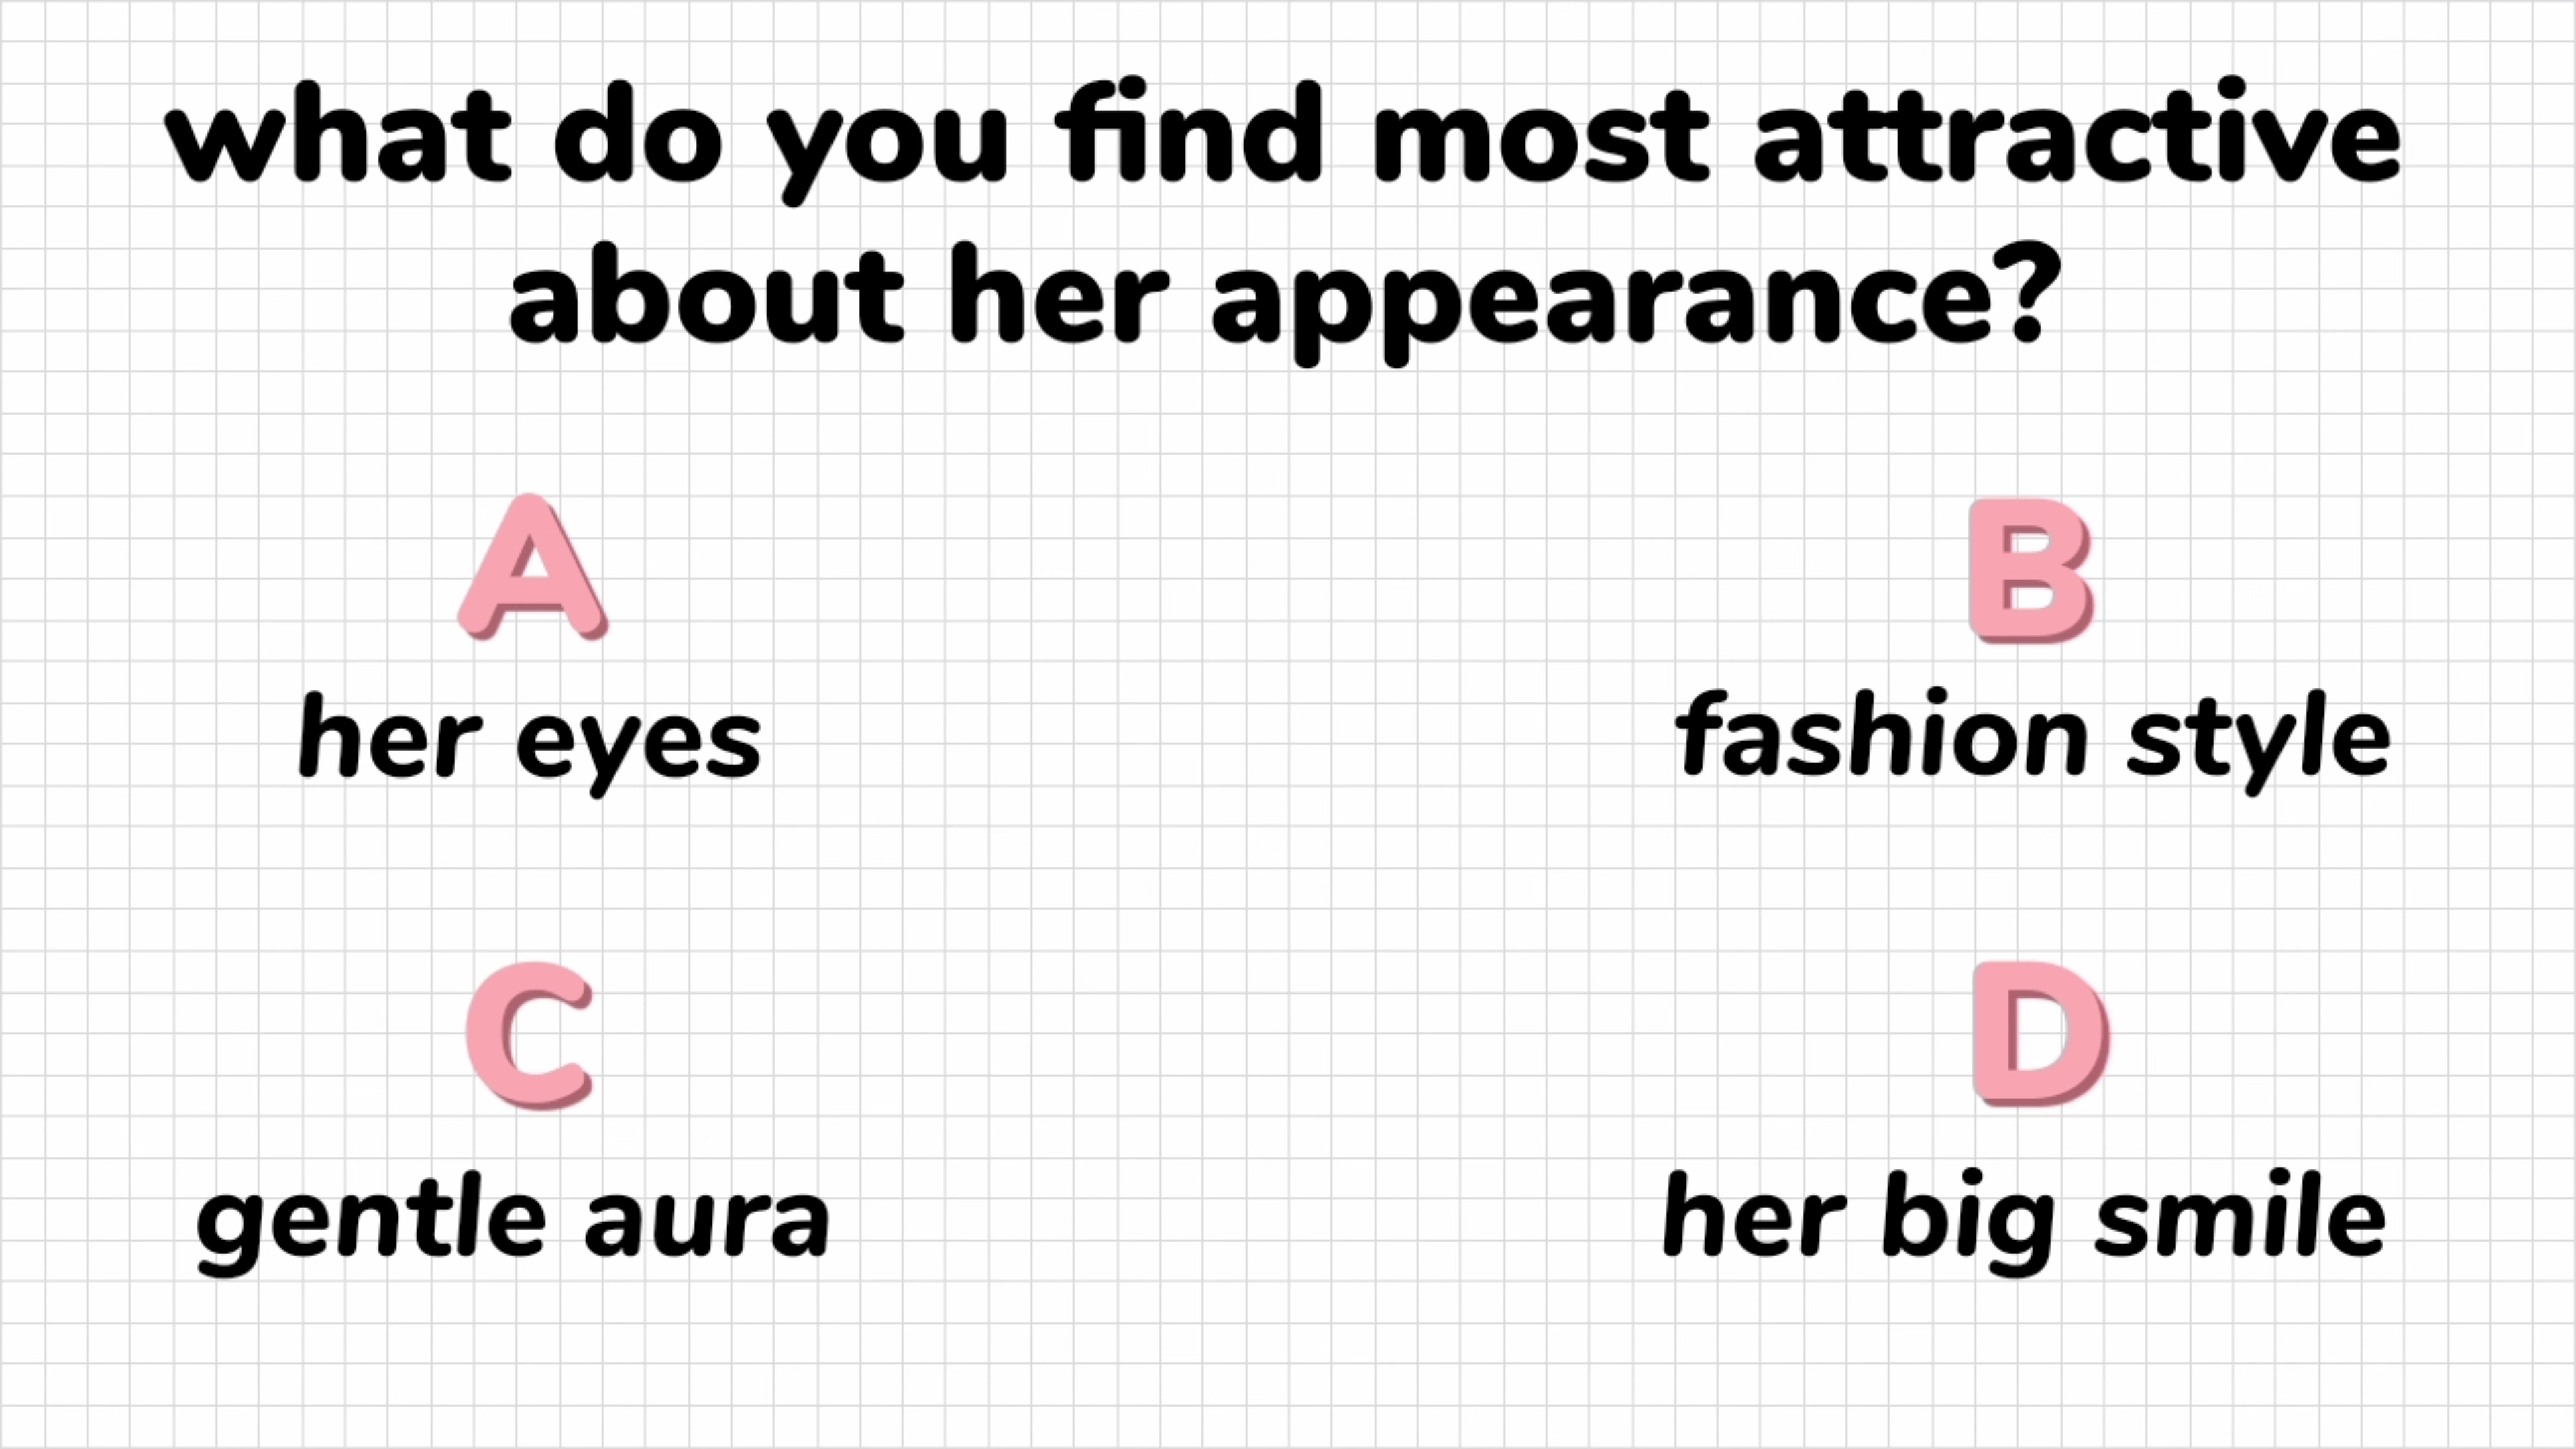 what do you find most attractive
about her appearance?
A
her eyes
B
fashion style
C
gentle aura
D
her big smile